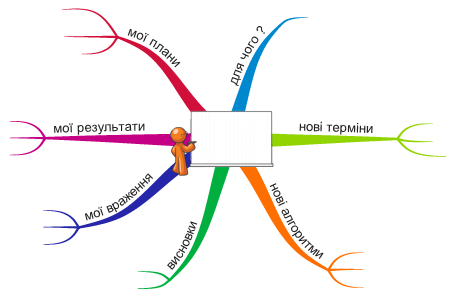 мої плани
для чого ?
мої результати
нові терміни
мої враження
висновки
нові алгоритми